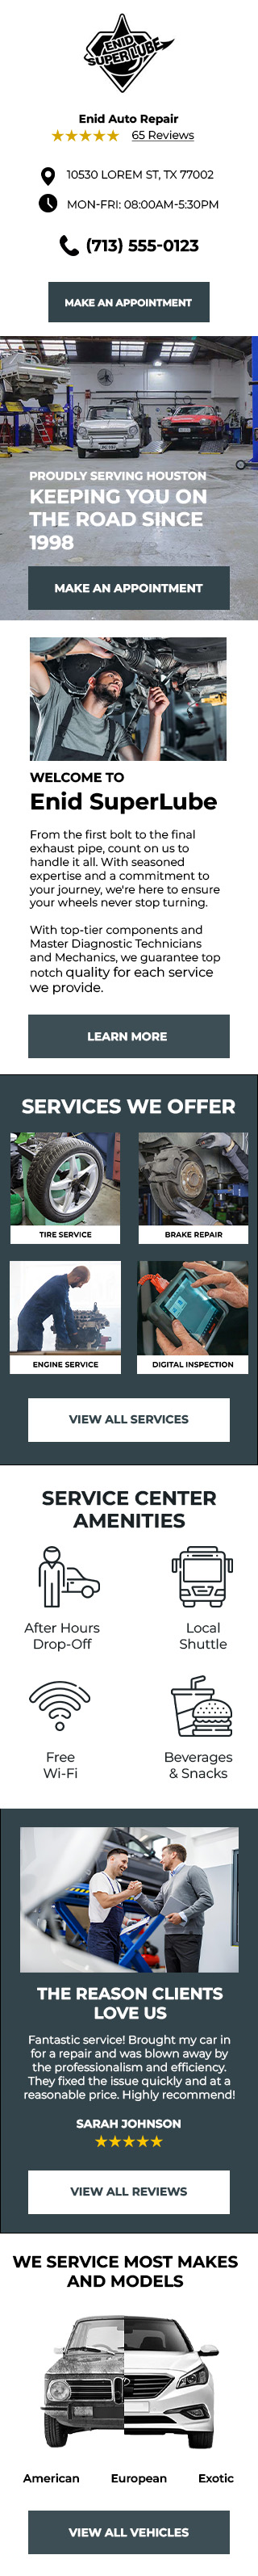 ENID
SUPER LUBE
Enid Auto Repair
65 Reviews
10530 LOREM ST, TX 77002
MON-FRI: 08:00AM-5:30PM
(713) 555-0123
MAKE AN APPOINTMENT
PROUDLY SERVING HOUSTON
KEEPING YOU ON
THE ROAD SINCE
1998
MAKE AN APPOINTMENT
WELCOME TO
Enid SuperLube
From the first bolt to the final
exhaust pipe, count on us to
handle it all. With seasoned
expertise and a commitment to
your journey, we're here to ensure
your wheels never stop turning.
With top-tier components and
Master Diagnostic Technicians
and Mechanics, we guarantee top
notch quality for each service
we provide.
LEARN MORE
SERVICES WE OFFER
TIRE SERVICE
BRAKE REPAIR
ENGINE SERVICE
DIGITAL INSPECTION
VIEW ALL SERVICES
SERVICE CENTER
AMENITIES
After Hours
Drop-Off
Local
Shuttle
Free
Wi-Fi
Beverages
& Snacks
THE REASON CLIENTS
LOVE US
Fantastic service! Brought my car in
for a repair and was blown away by
the professionalism and efficiency.
They fixed the issue quickly and at a
reasonable price. Highly recommend!
SARAH JOHNSON
VIEW ALL REVIEWS
WE SERVICE MOST MAKES
AND MODELS
American European Exotic
VIEW ALL VEHICLES